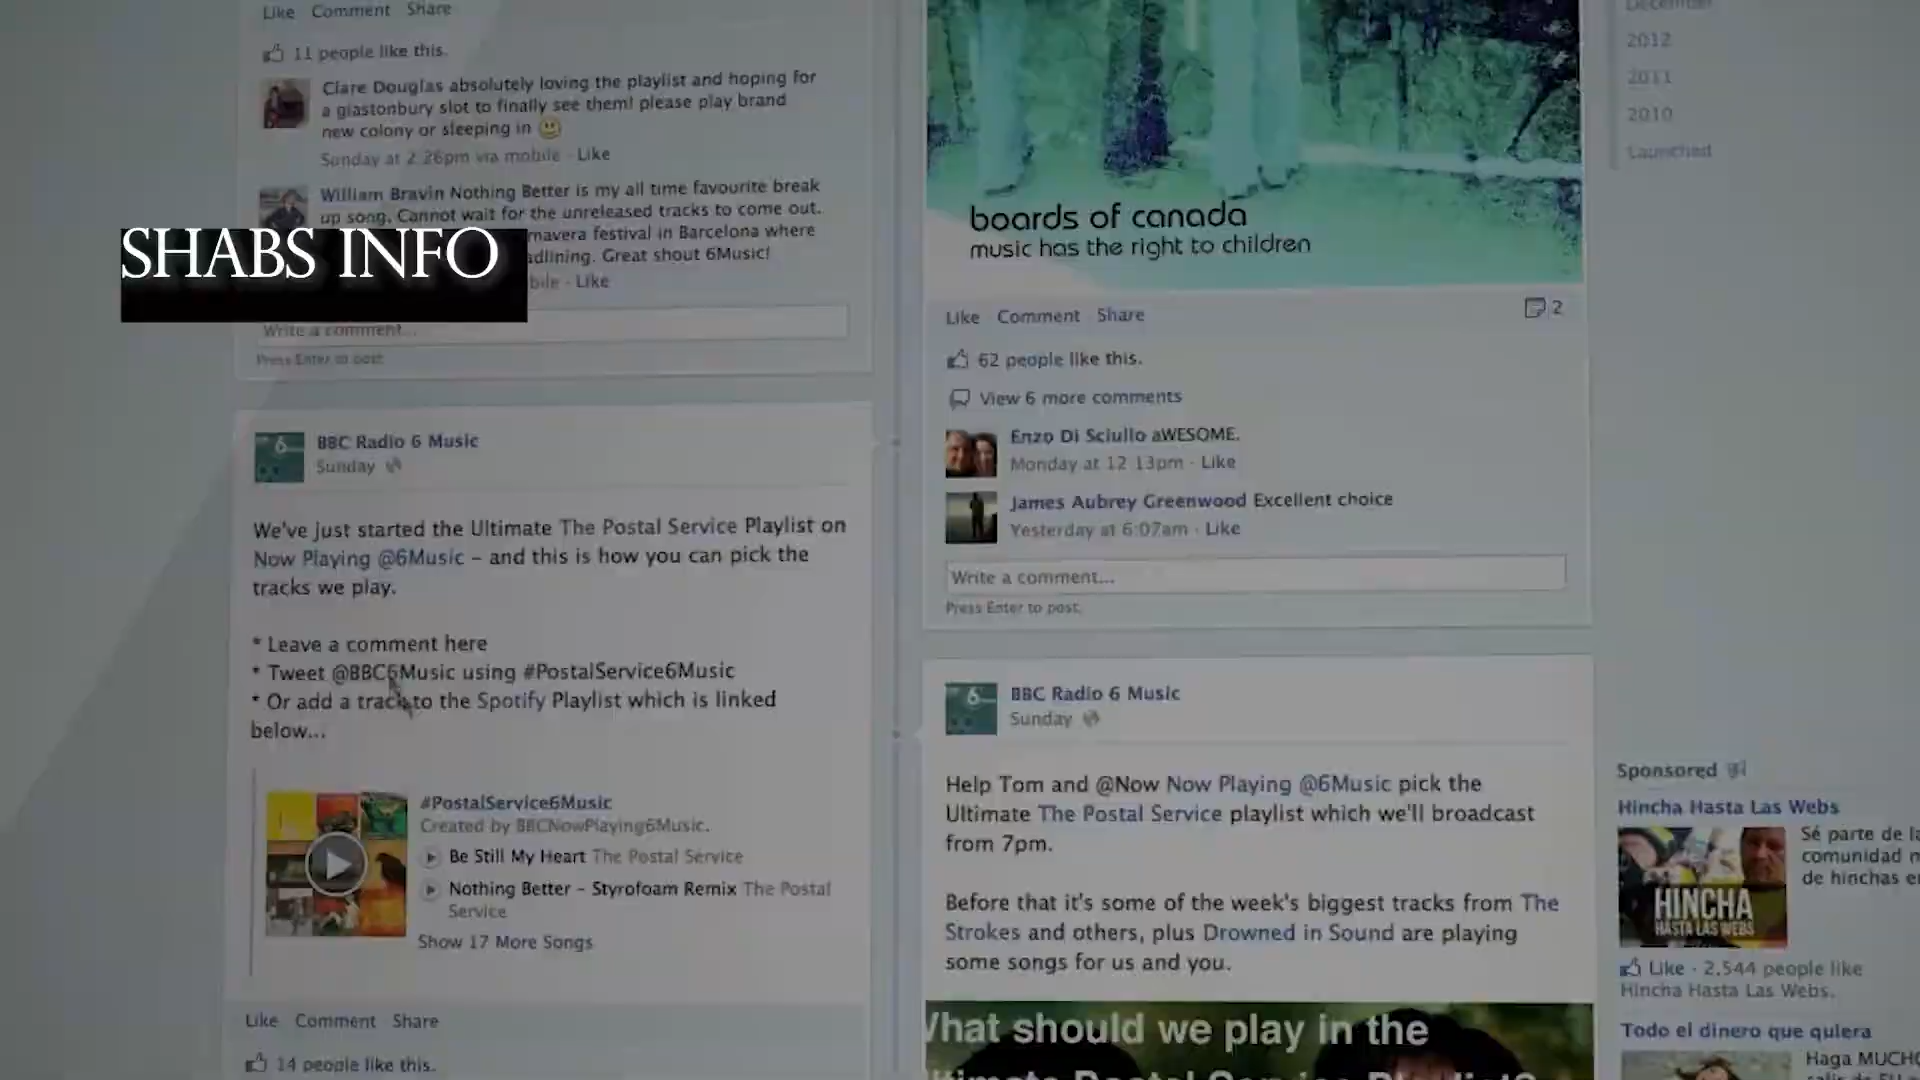 Like Comment Share
11 people like this.
Clare Douglas absolutely loving the playlist and hoping for
a glastonbury slot to finally see them! please play brand
new colony or sleeping in
Sunday at 2:26pm via mobile · Like
William Bravin Nothing Better is my all time favourite break
up song. Cannot wait for the unreleased tracks to come out.
festival in Barcelona where
Great shout 6Music!
Like
SHABS INFO
Write a comment...
Press Enter to post.
BBC Radio 6 Music
Sunday
We've just started the Ultimate The Postal Service Playlist on
Now Playing @6Music – and this is how you can pick the
tracks we play.
* Leave a comment here
* Tweet @BBC6Music using #PostalService6Music
* Or add a track to the Spotify Playlist which is linked
below...
#PostalService6Music
Created by BBCNowPlaying6Music.
Be Still My Heart The Postal Service
Nothing Better – Styrofoam Remix The Postal
Service
Show 17 More Songs
Like Comment Share
14 people like this.
boards of canada
music has the right to children
Like Comment Share
2
62 people like this.
View 6 more comments
Enzo Di Sciullo aWESOME.
Monday at 12:13pm · Like
James Aubrey Greenwood Excellent choice
Yesterday at 6:07am · Like
Write a comment...
Press Enter to post.
6
BBC Radio 6 Music
Sunday
Help Tom and @Now Now Playing @6Music pick the
Ultimate The Postal Service playlist which we'll broadcast
from 7pm.
Before that it's some of the week's biggest tracks from The
Strokes and others, plus Drowned in Sound are playing
some songs for us and you.
What should we play in the
December
2012
2011
2010
Launched
Sponsored
Hincha Hasta Las Webs
Sé parte de la
comunidad
de hinchas
HINCHA
HASTA LAS WEBS
Like · 2,544 people like
Hincha Hasta Las Webs.
Todo el dinero que quiera
Haga MUCHO